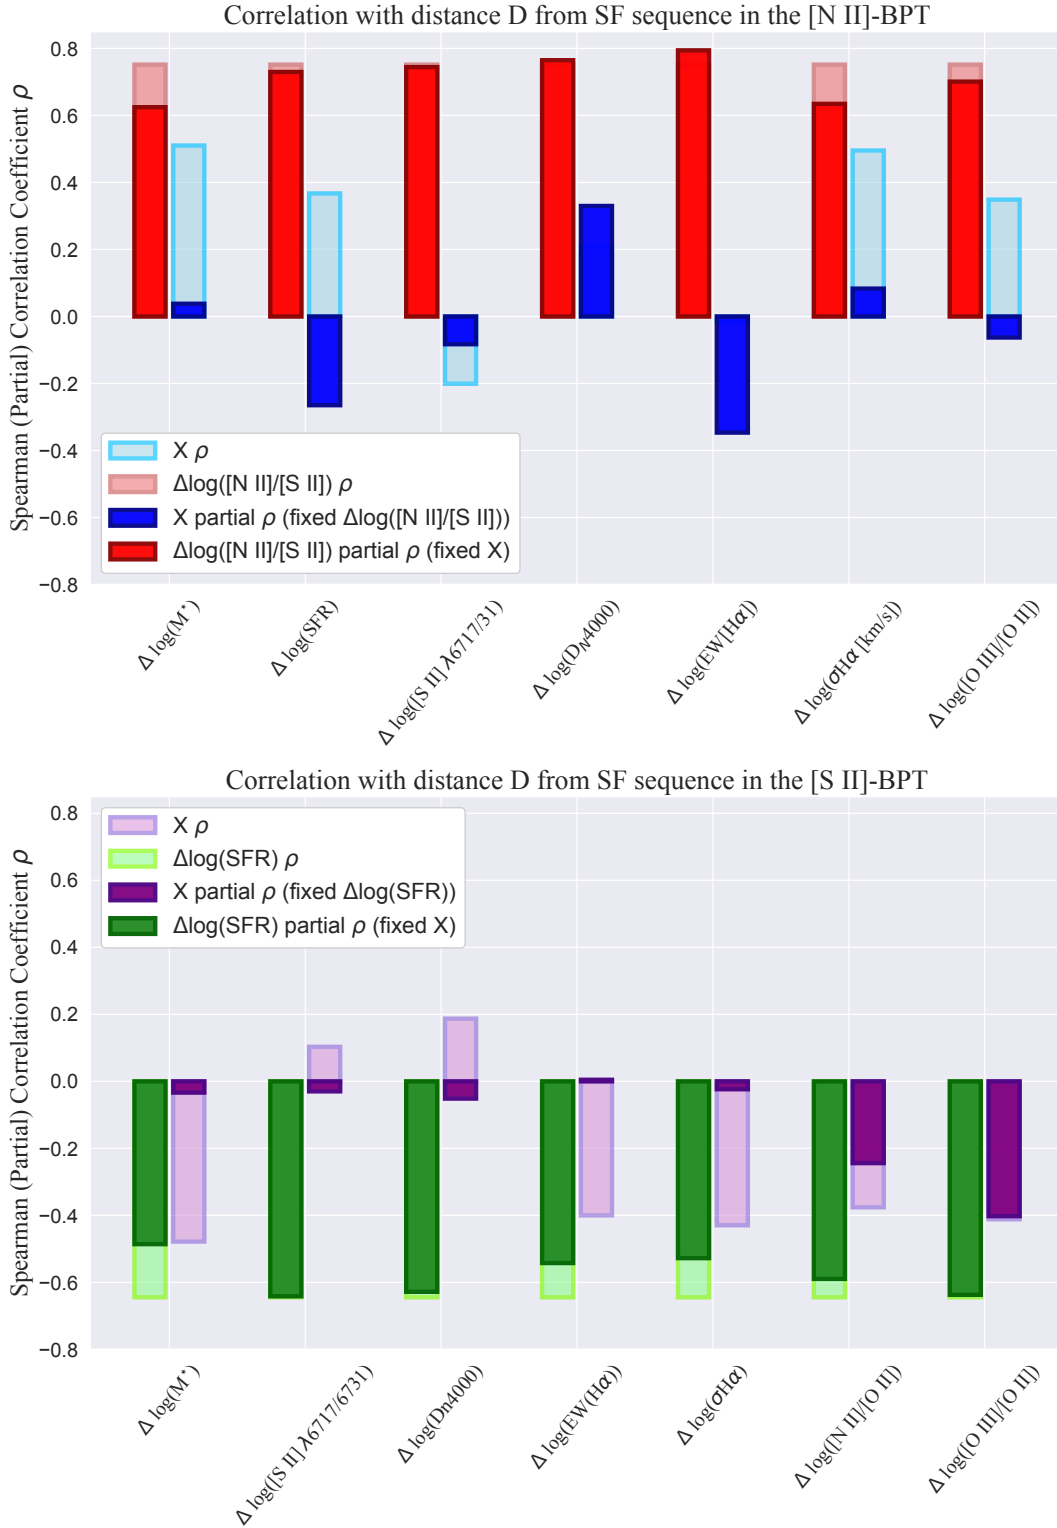 Correlation with distance D from SF sequence in the [N II]-BPT
Spearman (Partial) Correlation Coefficient ρ
0.8
0.6
0.4
0.2
0.0
−0.2
−0.4
−0.6
−0.8
X ρ
Δlog([N II]/[S II]) ρ
X partial ρ (fixed Δlog([N II]/[S II]))
Δlog([N II]/[S II]) partial ρ (fixed X)
Δ log(M⋆)
Δ log(SFR)
Δ log([S II] λ6717/31)
Δ log(D_N4000)
Δ log(EW[Hα])
Δ log(σHα [km/s])
Δ log([O III]/[O II])
Correlation with distance D from SF sequence in the [S II]-BPT
Spearman (Partial) Correlation Coefficient ρ
0.8
0.6
0.4
0.2
0.0
−0.2
−0.4
−0.6
−0.8
X ρ
Δlog(SFR) ρ
X partial ρ (fixed Δlog(SFR))
Δlog(SFR) partial ρ (fixed X)
Δ log(M⋆)
Δ log([S II] λ6717/6731)
Δ log(Dn4000)
Δ log(EW(Hα))
Δ log(σHα)
Δ log([N II]/[O II])
Δ log([O III]/[O II])